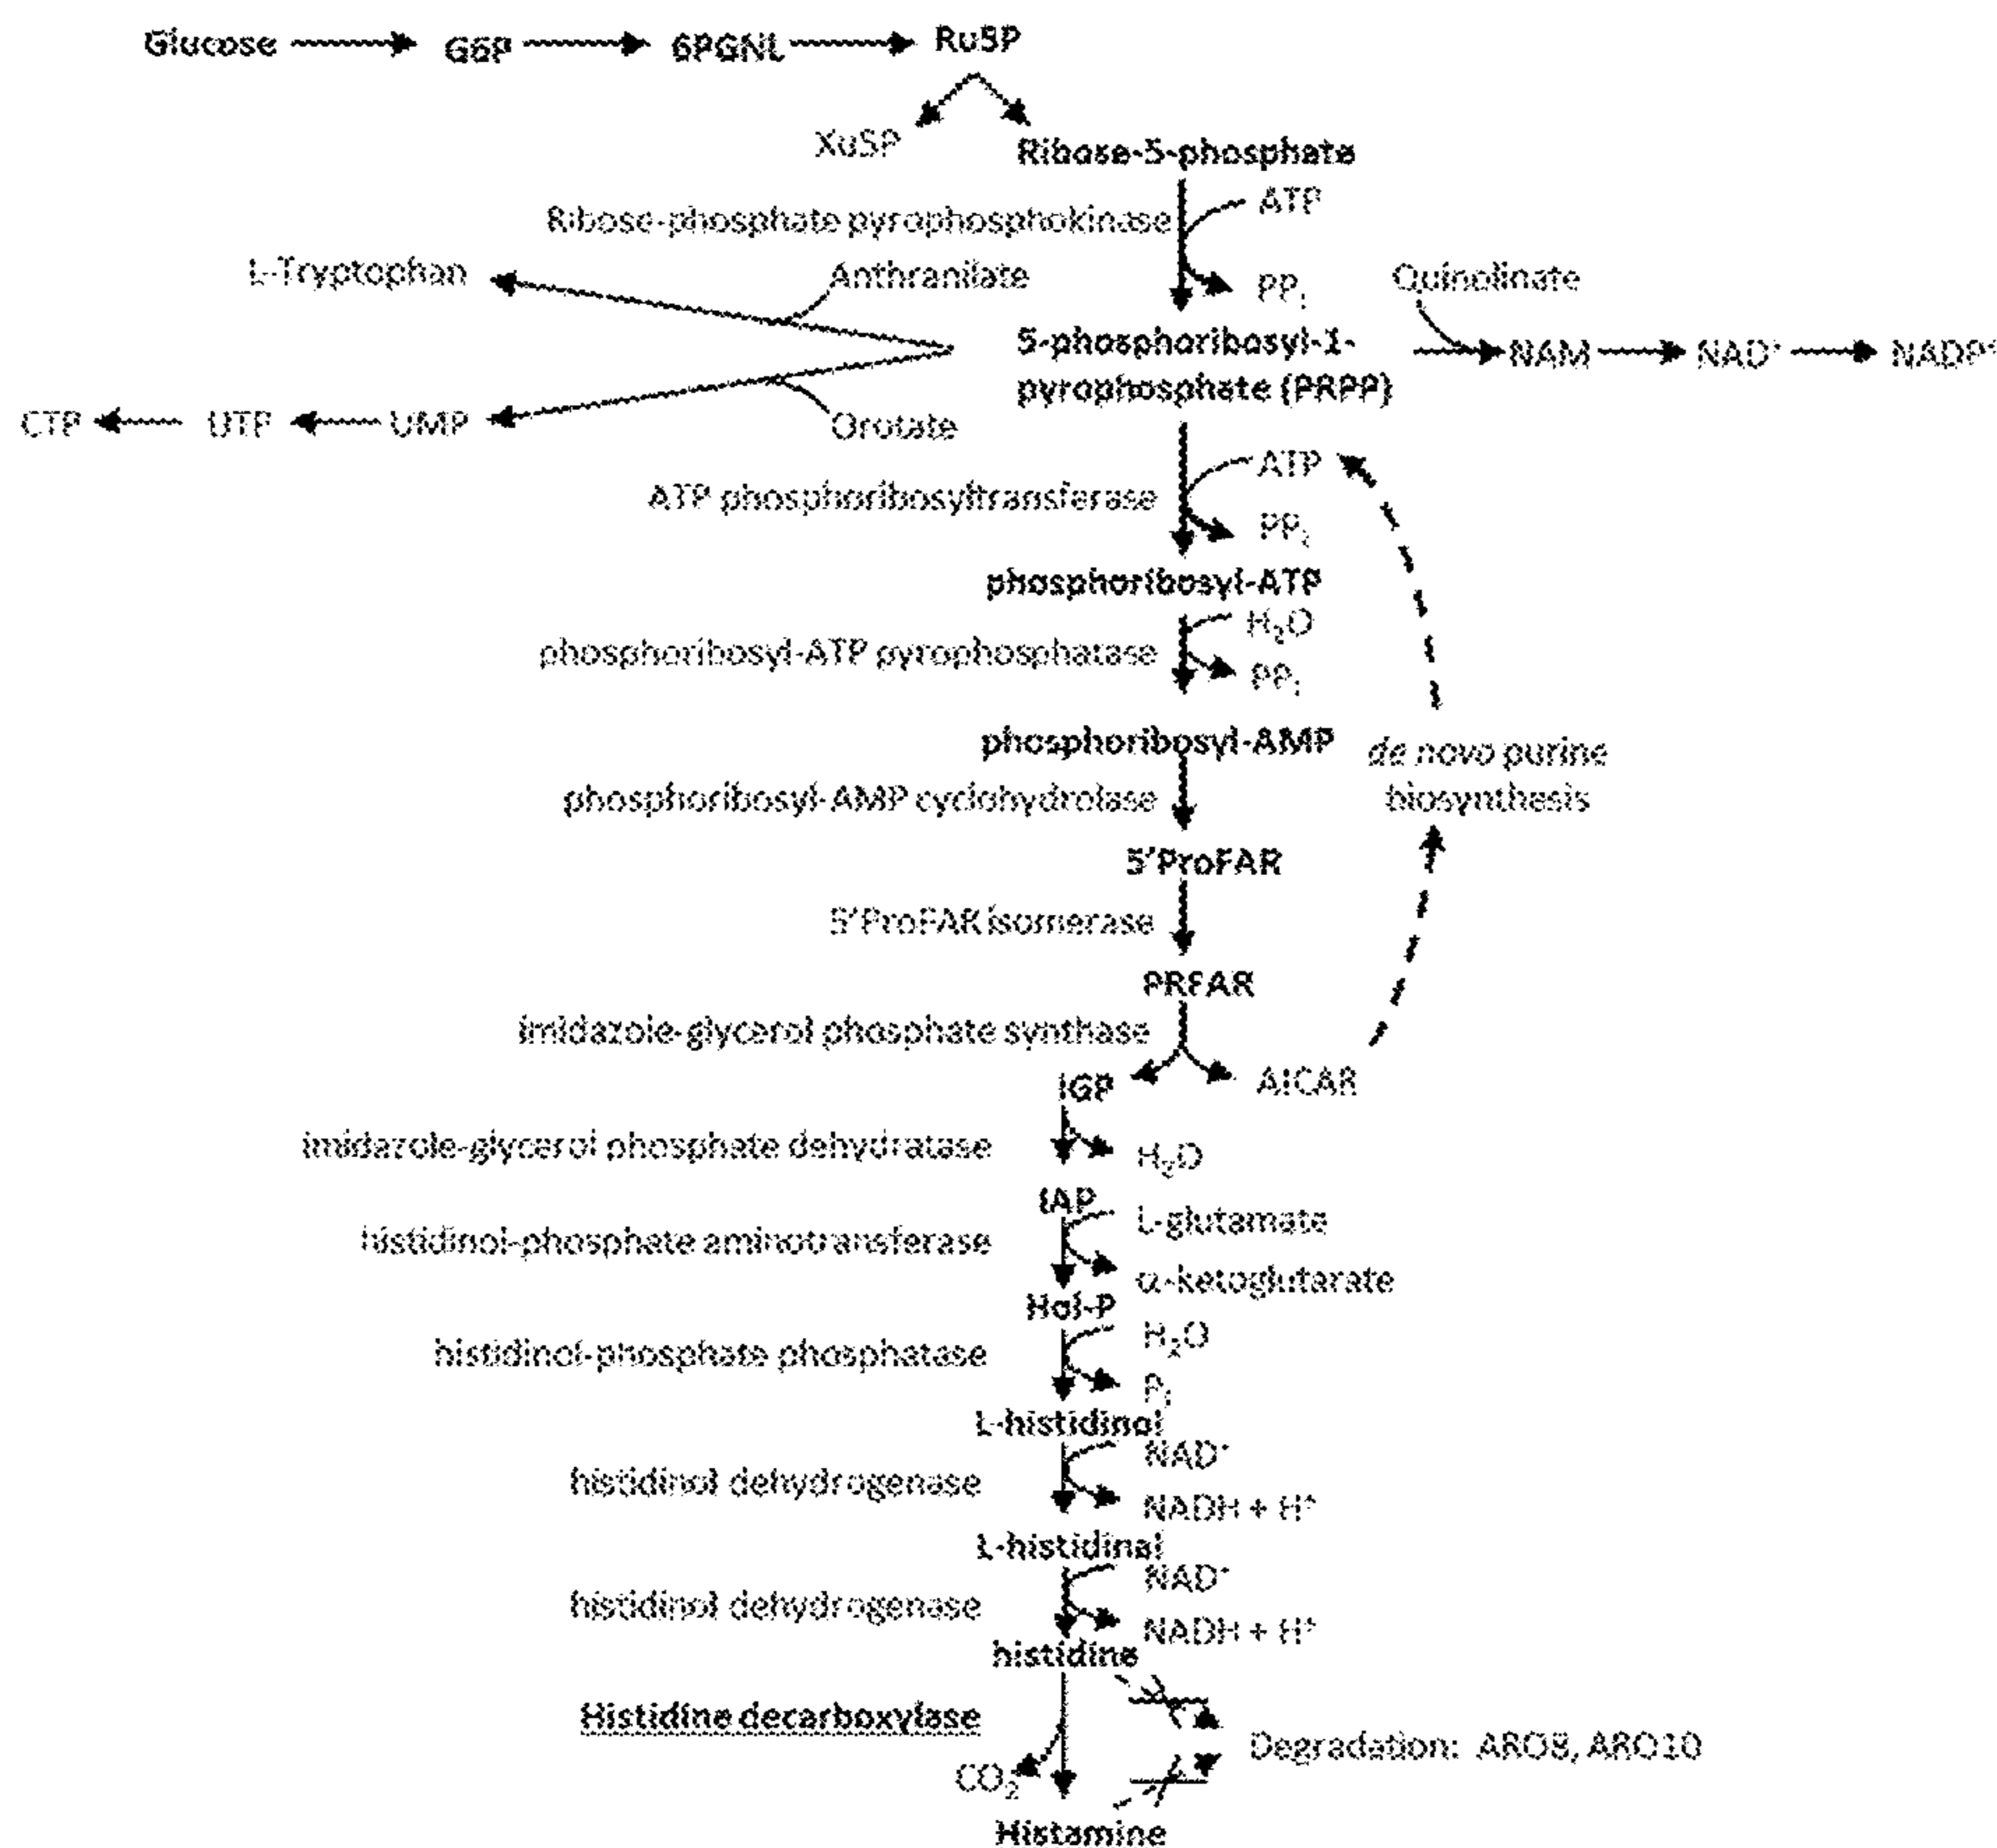 Glucose G6P 6PGNL Ru5P
Xu5P Ribose-5-phosphate
ATP
Ribose-phosphate pyrophosphokinase
L-Tryptophan Anthranilate PPi Quinolinate
5-phosphoribosyl-1-
pyrophosphate (PRPP)
NAM NAD⁺ NADP⁺
CTP UTP UMP Orotate
ATP
ATP phosphoribosyltransferase
PPi
phosphoribosyl-ATP
H₂O
phosphoribosyl-ATP pyrophosphatase
PPi
phosphoribosyl-AMP
de novo purine
biosynthesis
phosphoribosyl-AMP cyclohydrolase
5'ProFAR
5'ProFAR isomerase
PRFAR
imidazole-glycerol phosphate synthase
IGP AICAR
imidazole-glycerol phosphate dehydratase
H₂O
IAP
L-glutamate
histidinol-phosphate aminotransferase
α-ketoglutarate
Hol-P
H₂O
histidinol-phosphate phosphatase
Pi
L-histidinol
NAD⁺
histidinol dehydrogenase
NADH + H⁺
L-histidinal
NAD⁺
histidinol dehydrogenase
NADH + H⁺
histidine
Histidine decarboxylase
Degradation: ARO8, ARO10
CO₂
Histamine